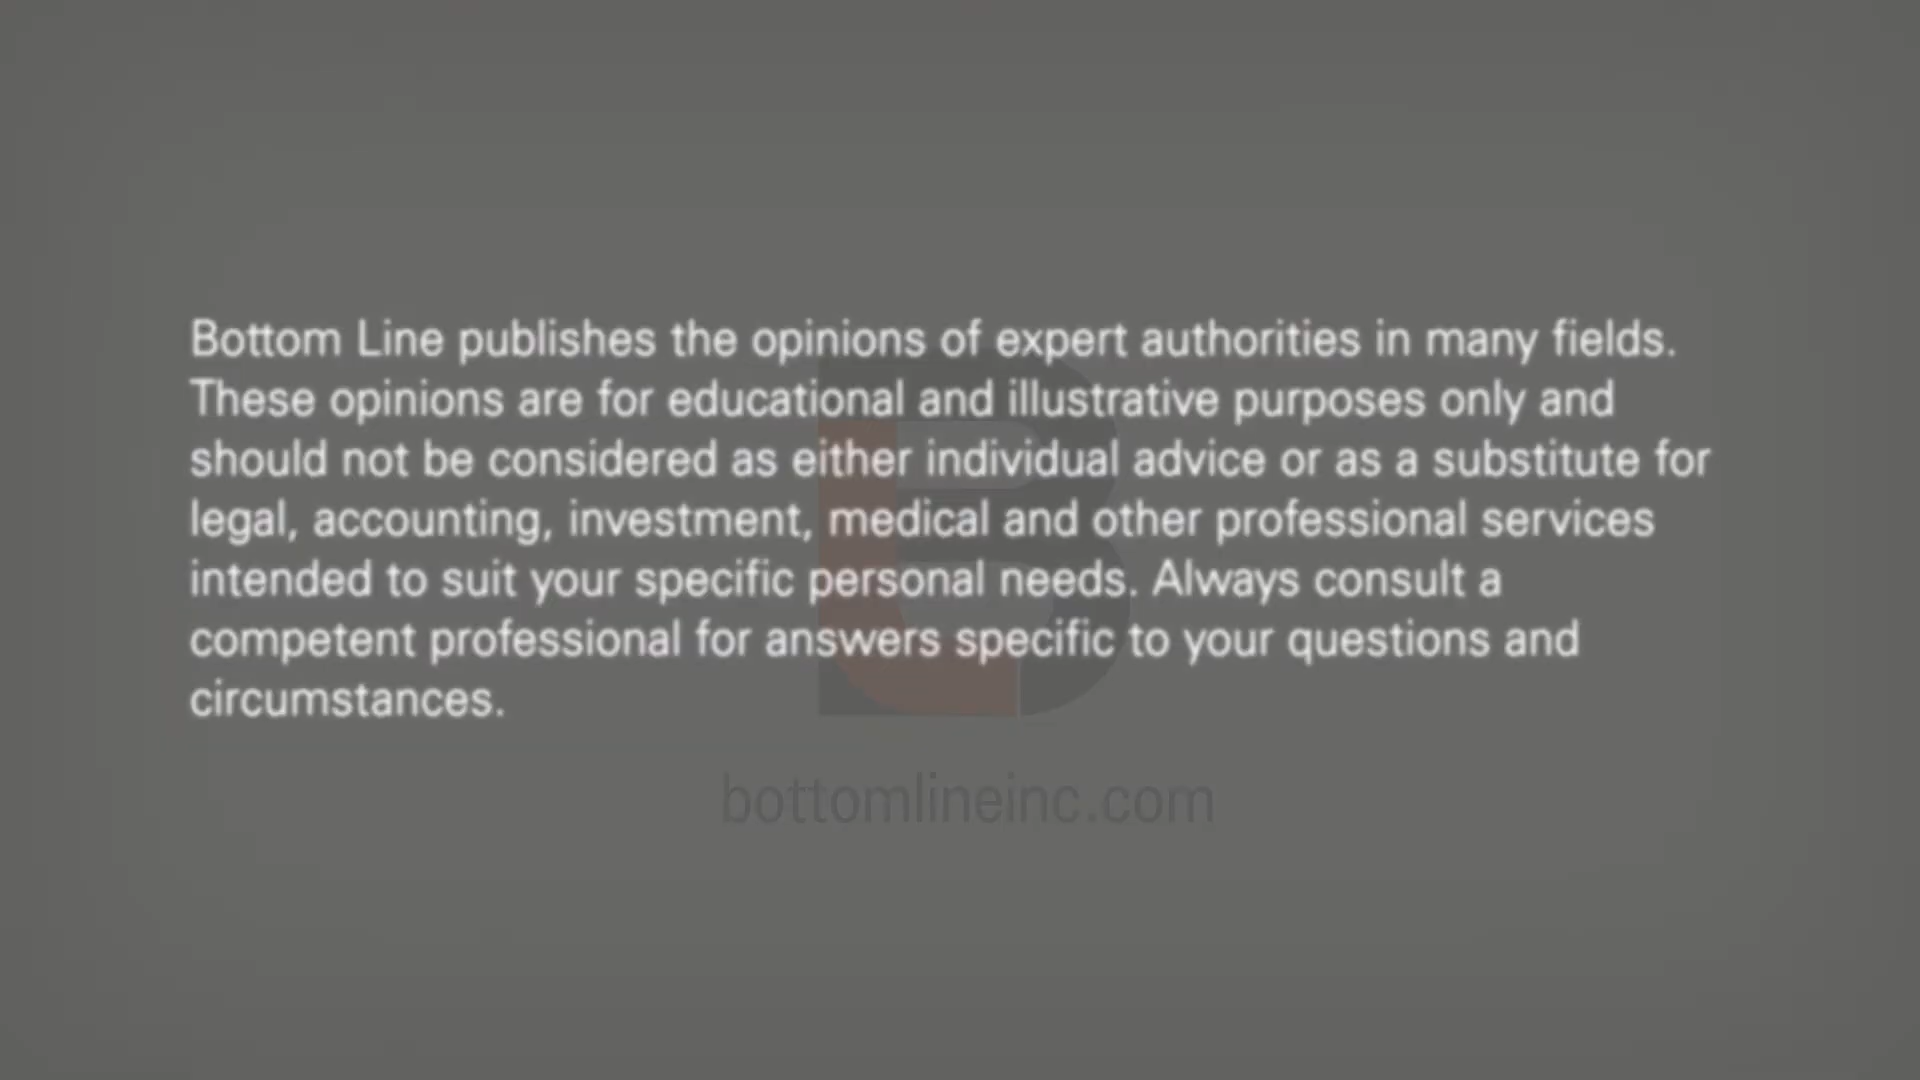 Bottom Line publishes the opinions of expert authorities in many fields.
These opinions are for educational and illustrative purposes only and
should not be considered as either individual advice or as a substitute for
legal, accounting, investment, medical and other professional services
intended to suit your specific personal needs. Always consult a
competent professional for answers specific to your questions and
circumstances.
bottomlineinc.com